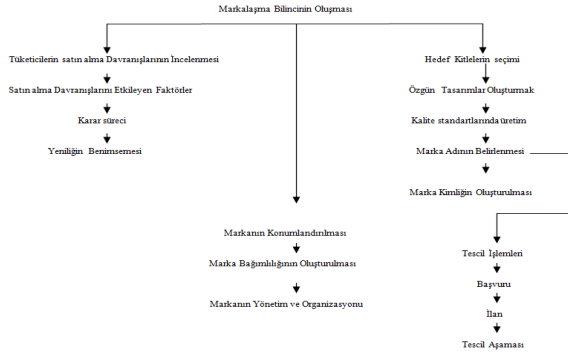 Markalaşma Bilincinin Oluşması
Tüketicilerin satın alma Davranışlarının İncelenmesi
Satın alma Davranışlarını Etkileyen Faktörler
Karar süreci
Yeniliğin Benimsemesi
Markanın Konumlandırılması
Marka Bağımlılığının Oluşturulması
Markanın Yönetim ve Organizasyonu
Hedef Kitlelerin seçimi
Özgün Tasarımlar Oluşturmak
Kalite standartlarında üretim
Marka Adının Belirlenmesi
Marka Kimliğin Oluşturulması
Tescil İşlemleri
Başvuru
İlan
Tescil Aşaması